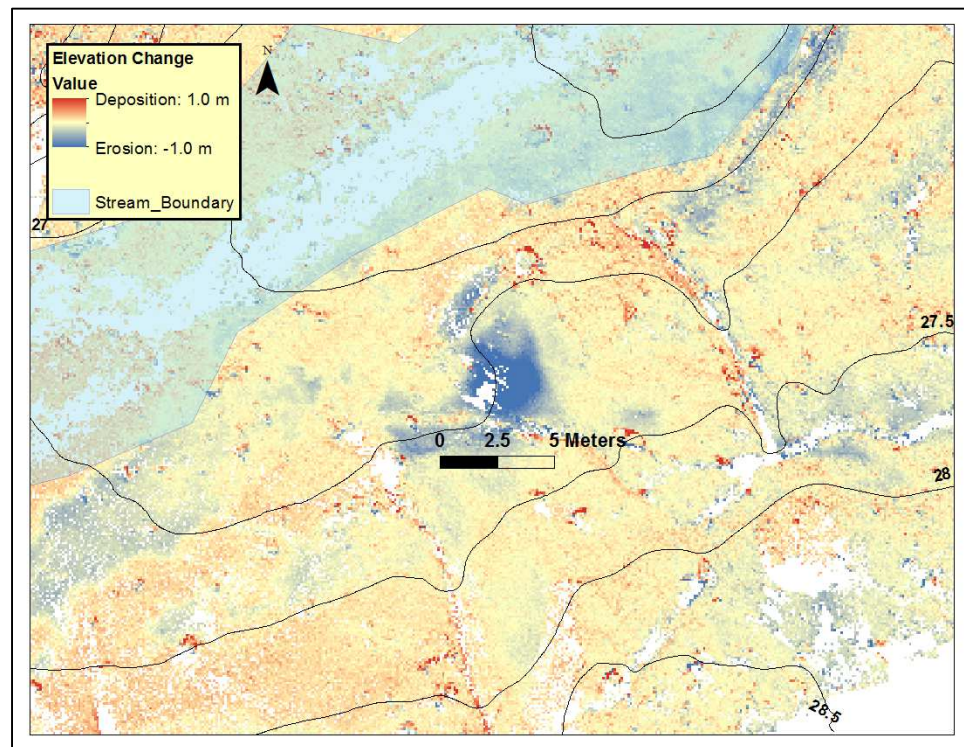 Elevation Change
Value
Deposition: 1.0 m
Erosion: -1.0 m
Stream_Boundary
N
27
27.5
0 2.5 5 Meters
28
28.5